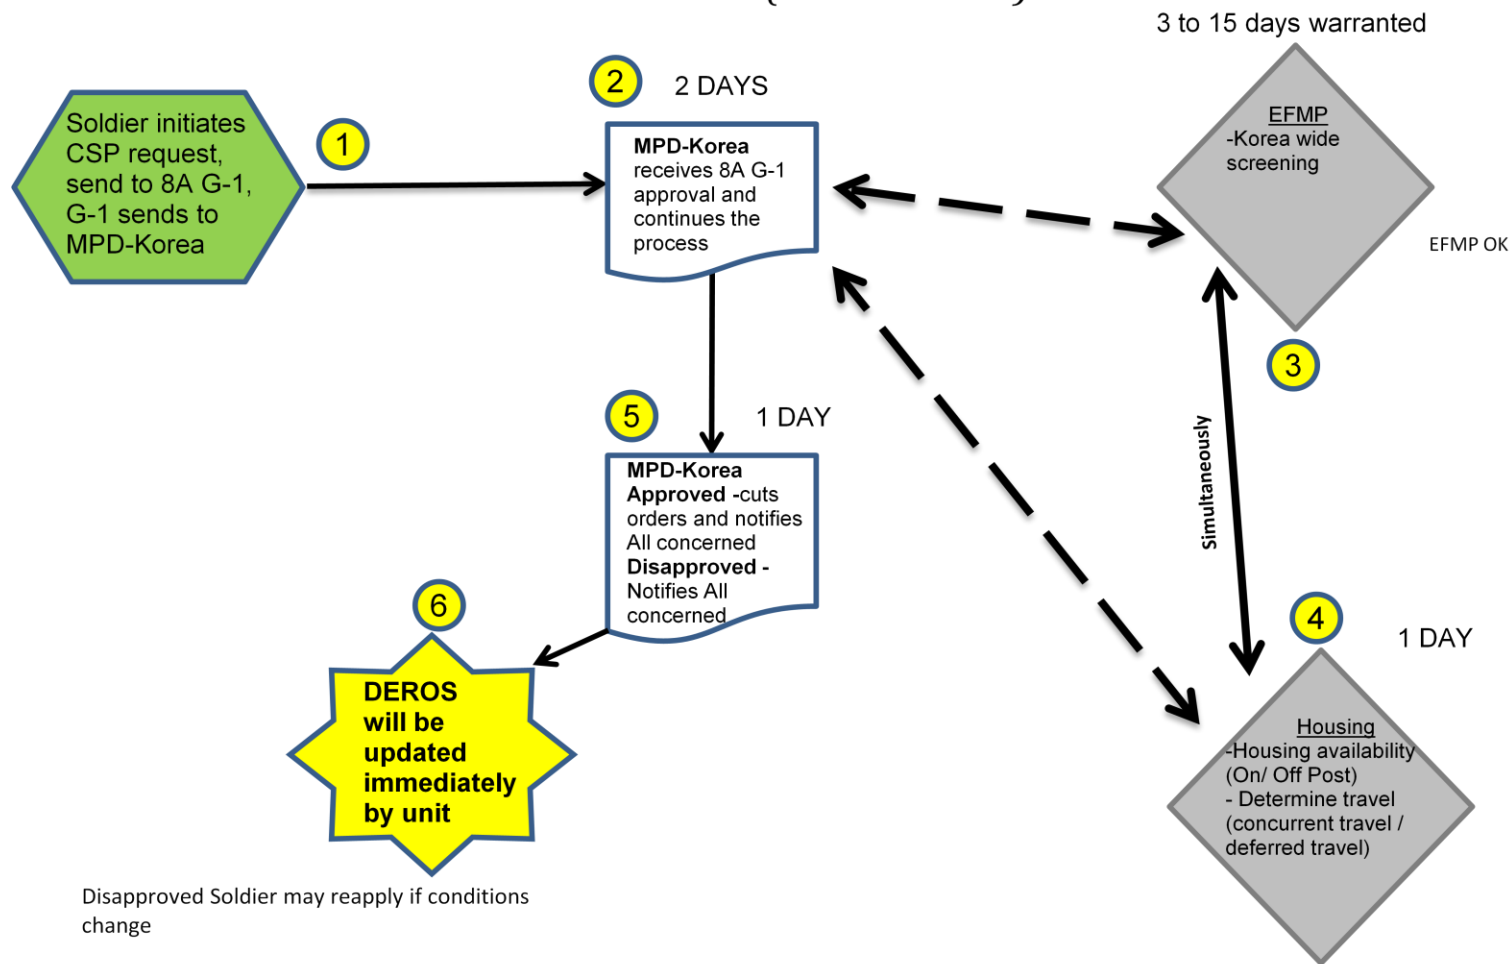 3 to 15 days warranted
Soldier initiates
CSP request,
send to 8A G-1,
G-1 sends to
MPD-Korea
1
2
2 DAYS
MPD-Korea
receives 8A G-1
approval and
continues the
process
EFMP
-Korea wide
screening
EFMP OK
3
Simultaneously
5
1 DAY
MPD-Korea
Approved -cuts
orders and notifies
All concerned
Disapproved -
Notifies All
concerned
4
1 DAY
Housing
-Housing availability
(On/ Off Post)
- Determine travel
(concurrent travel /
deferred travel)
6
DEROS
will be
updated
immediately
by unit
Disapproved Soldier may reapply if conditions
change